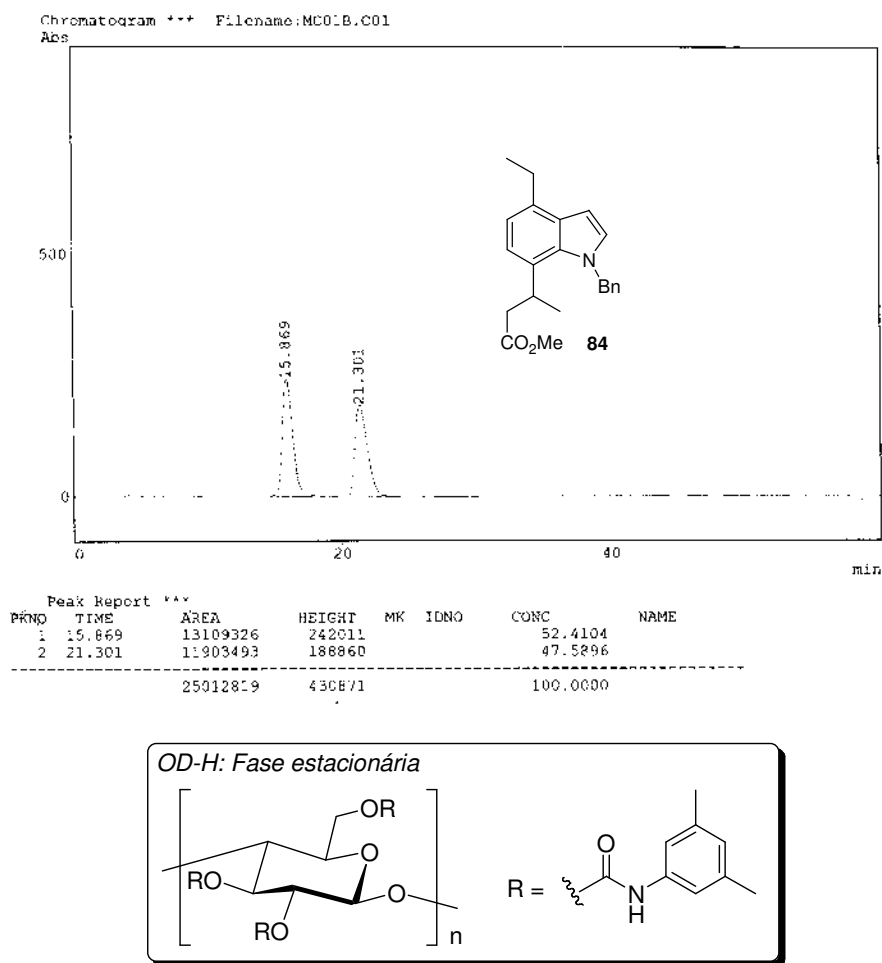 Chromatogram *** Filename:MC01B.C01
Abs
500
0
15.869
21.301
N
Bn
CO2Me 84
0 20 40
min
Peak Report ***
PKNO TIME AREA HEIGHT MK IDNO CONC NAME
1 15.869 13109326 242011 52.4104
2 21.301 11903493 188860 47.5896
25012819 430871 100.0000
OD-H: Fase estacionária
OR
O
RO
O
RO
n
R =
O
N
H